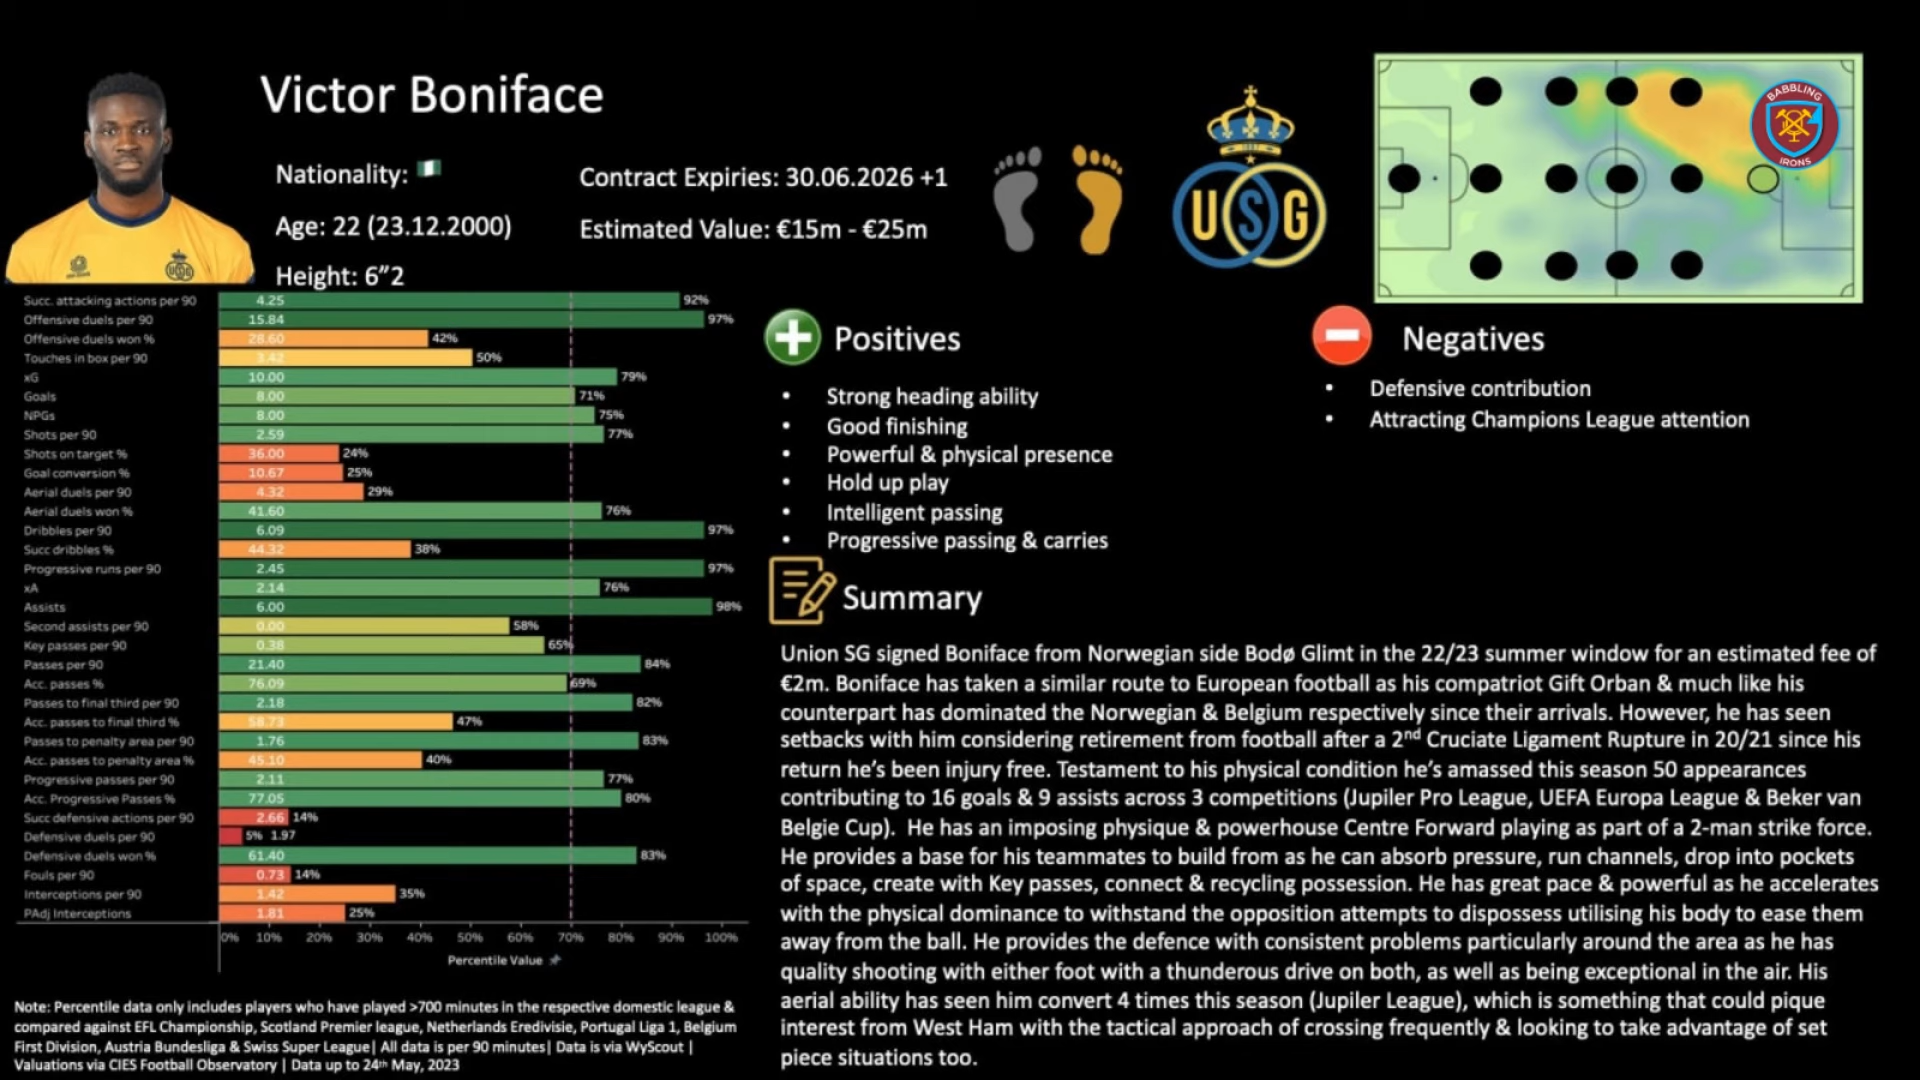 Victor Boniface
Nationality:
Age: 22 (23.12.2000)
Height: 6”2
Contract Expiries: 30.06.2026 +1
Estimated Value: €15m - €25m
USG
BABBLING
IRONS
Succ. attacking actions per 90 4.25 92%
Offensive duels per 90 15.84 97%
Offensive duels won % 28.60 42%
Touches in box per 90 3.42 50%
xG 10.00 79%
Goals 8.00 71%
NPGs 8.00 75%
Shots per 90 2.59 77%
Shots on target % 36.00 24%
Goal conversion % 10.67 25%
Aerial duels per 90 4.32 29%
Aerial duels won % 41.60 76%
Dribbles per 90 6.09 97%
Succ dribbles % 44.32 38%
Progressive runs per 90 2.45 97%
xA 2.14 76%
Assists 6.00 98%
Second assists per 90 0.00 58%
Key passes per 90 0.38 65%
Passes per 90 21.40 84%
Acc. passes % 76.09 69%
Passes to final third per 90 2.18 82%
Acc. passes to final third % 58.73 47%
Passes to penalty area per 90 1.76 83%
Acc. passes to penalty area % 45.10 40%
Progressive passes per 90 2.11 77%
Acc. Progressive Passes % 77.05 80%
Succ defensive actions per 90 2.66 14%
Defensive duels per 90 5% 1.97
Defensive duels won % 61.40 83%
Fouls per 90 0.73 14%
Interceptions per 90 1.42 35%
PAdj Interceptions 1.81 25%
0% 10% 20% 30% 40% 50% 60% 70% 80% 90% 100%
Percentile Value
Note: Percentile data only includes players who have played >700 minutes in the respective domestic league &
compared against EFL Championship, Scotland Premier league, Netherlands Eredivisie, Portugal Liga 1, Belgium
First Division, Austria Bundesliga & Swiss Super League| All data is per 90 minutes| Data is via WyScout |
Valuations via CIES Football Observatory | Data up to 24th May, 2023
Positives
• Strong heading ability
• Good finishing
• Powerful & physical presence
• Hold up play
• Intelligent passing
• Progressive passing & carries
Negatives
• Defensive contribution
• Attracting Champions League attention
Summary
Union SG signed Boniface from Norwegian side Bodø Glimt in the 22/23 summer window for an estimated fee of
€2m. Boniface has taken a similar route to European football as his compatriot Gift Orban & much like his
counterpart has dominated the Norwegian & Belgium respectively since their arrivals. However, he has seen
setbacks with him considering retirement from football after a 2nd Cruciate Ligament Rupture in 20/21 since his
return he’s been injury free. Testament to his physical condition he’s amassed this season 50 appearances
contributing to 16 goals & 9 assists across 3 competitions (Jupiler Pro League, UEFA Europa League & Beker van
Belgie Cup). He has an imposing physique & powerhouse Centre Forward playing as part of a 2-man strike force.
He provides a base for his teammates to build from as he can absorb pressure, run channels, drop into pockets
of space, create with Key passes, connect & recycling possession. He has great pace & powerful as he accelerates
with the physical dominance to withstand the opposition attempts to dispossess utilising his body to ease them
away from the ball. He provides the defence with consistent problems particularly around the area as he has
quality shooting with either foot with a thunderous drive on both, as well as being exceptional in the air. His
aerial ability has seen him convert 4 times this season (Jupiler League), which is something that could pique
interest from West Ham with the tactical approach of crossing frequently & looking to take advantage of set
piece situations too.